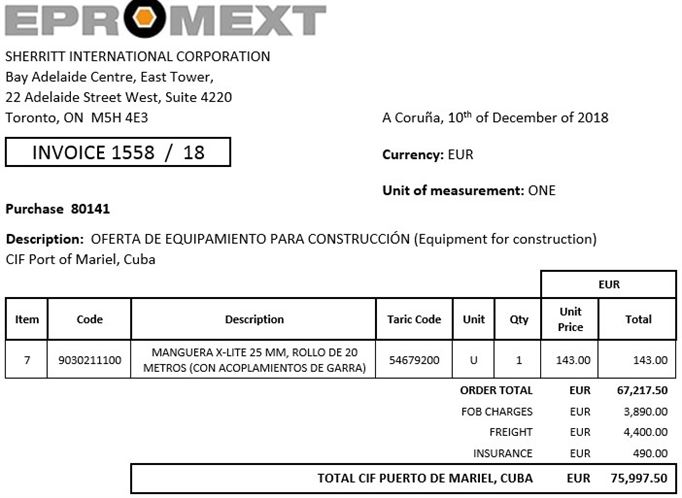 EPROMEXT
SHERRITT INTERNATIONAL CORPORATION
Bay Adelaide Centre, East Tower,
22 Adelaide Street West, Suite 4220
Toronto, ON M5H 4E3
A Coruña, 10th of December of 2018
INVOICE 1558 / 18
Currency: EUR
Unit of measurement: ONE
Purchase 80141
Description: OFERTA DE EQUIPAMIENTO PARA CONSTRUCCIÓN (Equipment for construction)
CIF Port of Mariel, Cuba
EUR
Item Code Description Taric Code Unit Qty Unit Price Total
7 9030211100 MANGUERA X-LITE 25 MM, ROLLO DE 20 METROS (CON ACOPLAMIENTOS DE GARRA) 54679200 U 1 143.00 143.00
ORDER TOTAL EUR 67,217.50
FOB CHARGES EUR 3,890.00
FREIGHT EUR 4,400.00
INSURANCE EUR 490.00
TOTAL CIF PUERTO DE MARIEL, CUBA EUR 75,997.50